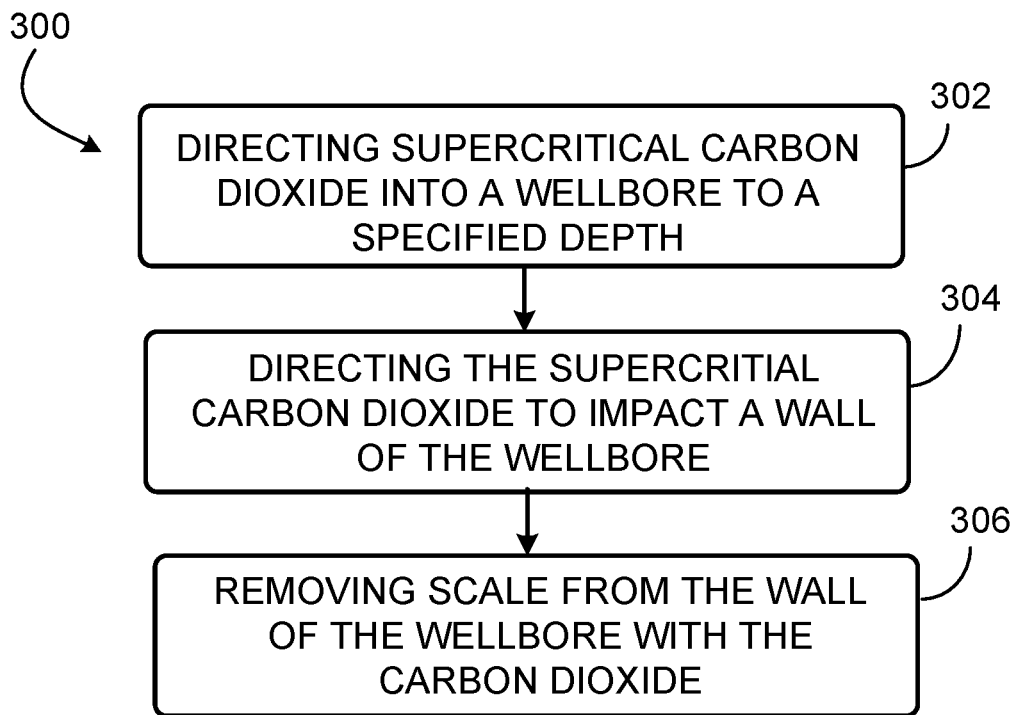 300
302
DIRECTING SUPERCRITICAL CARBON
DIOXIDE INTO A WELLBORE TO A
SPECIFIED DEPTH
304
DIRECTING THE SUPERCRITIAL
CARBON DIOXIDE TO IMPACT A WALL
OF THE WELLBORE
306
REMOVING SCALE FROM THE WALL
OF THE WELLBORE WITH THE
CARBON DIOXIDE